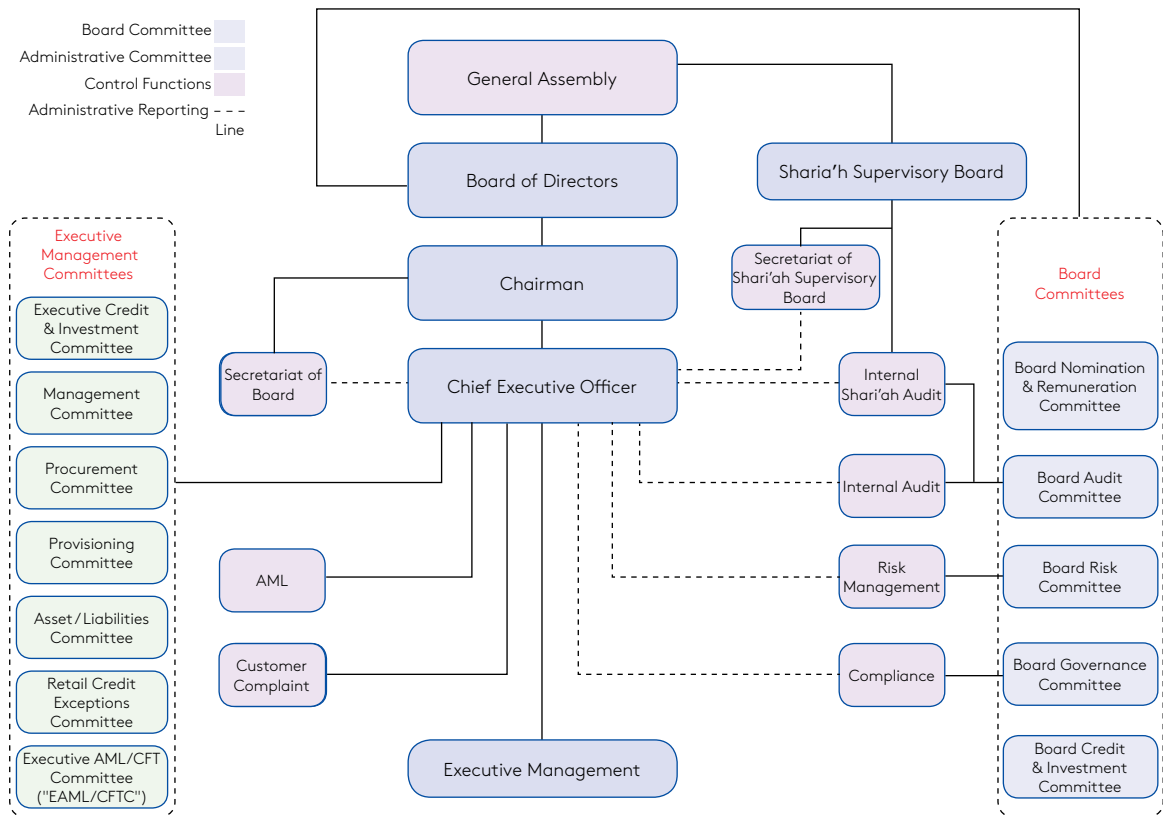 Board Committee
Administrative Committee
Control Functions
Administrative Reporting
Line
General Assembly
Board of Directors
Sharia'h Supervisory Board
Chairman
Secretariat of
Shari'ah Supervisory
Board
Chief Executive Officer
Secretariat of
Board
Internal
Shari'ah Audit
Internal Audit
AML
Risk
Management
Customer
Complaint
Compliance
Executive Management
Executive
Management
Committees
Executive Credit
& Investment
Committee
Management
Committee
Procurement
Committee
Provisioning
Committee
Asset / Liabilities
Committee
Retail Credit
Exceptions
Committee
Executive AML/CFT
Committee
("EAML/CFTC")
Board
Committees
Board Nomination
& Remuneration
Committee
Board Audit
Committee
Board Risk
Committee
Board Governance
Committee
Board Credit
& Investment
Committee